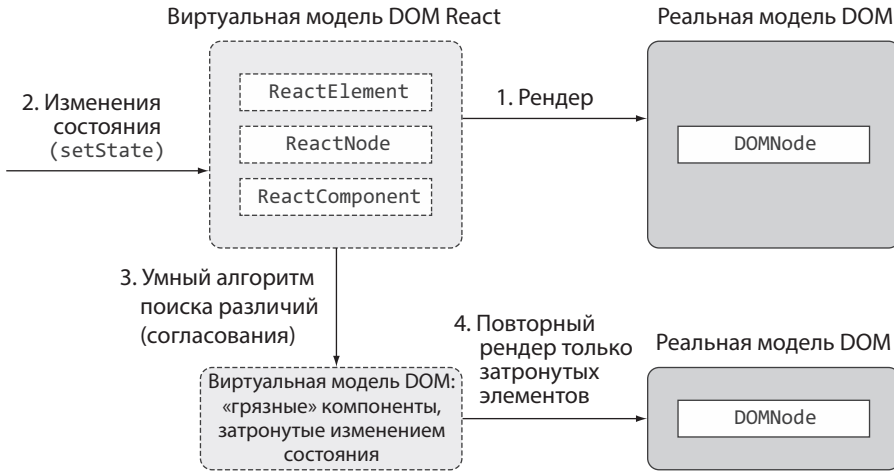 Виртуальная модель DOM React
Реальная модель DOM
2. Изменения
состояния
(setState)
ReactElement
ReactNode
ReactComponent
1. Рендер
DOMNode
3. Умный алгоритм
поиска различий
(согласования)
4. Повторный
рендер только
затронутых
элементов
Реальная модель DOM
Виртуальная модель DOM:
«грязные» компоненты,
затронутые изменением
состояния
DOMNode